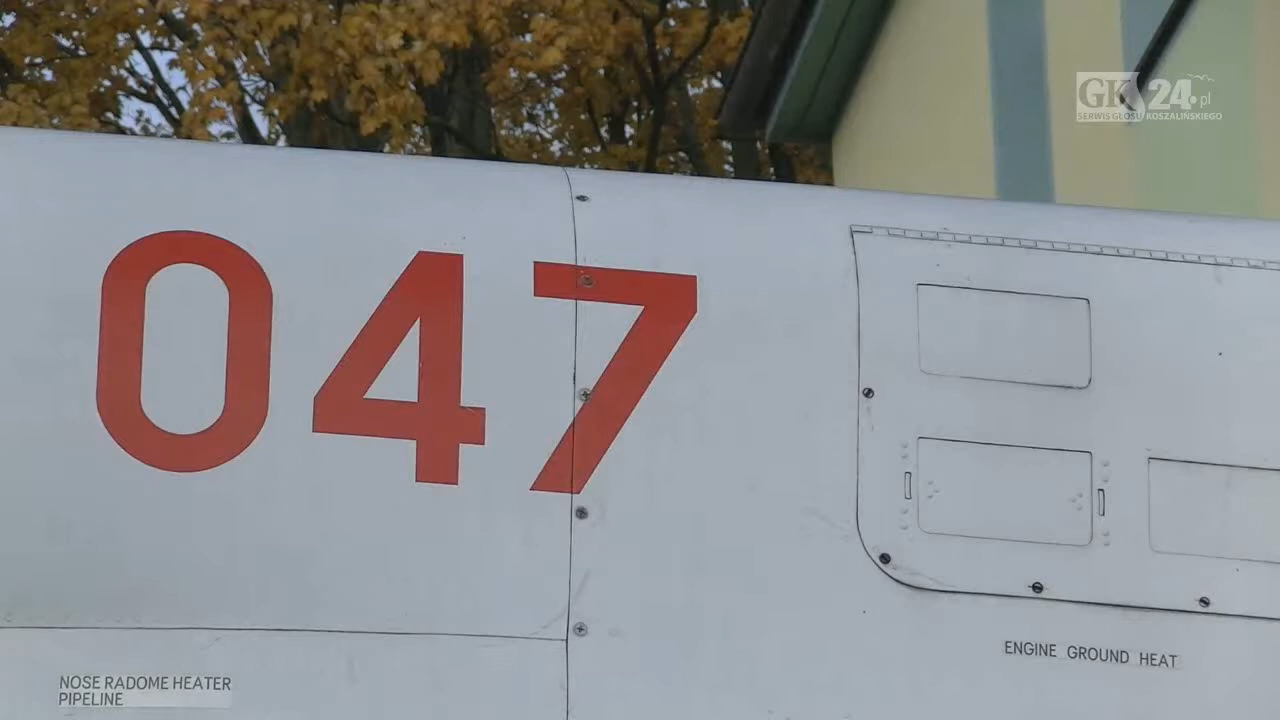 GK24.pl
SERWIS GŁOSU KOSZALIŃSKIEGO
047
ENGINE GROUND HEAT
NOSE RADOME HEATER
PIPELINE